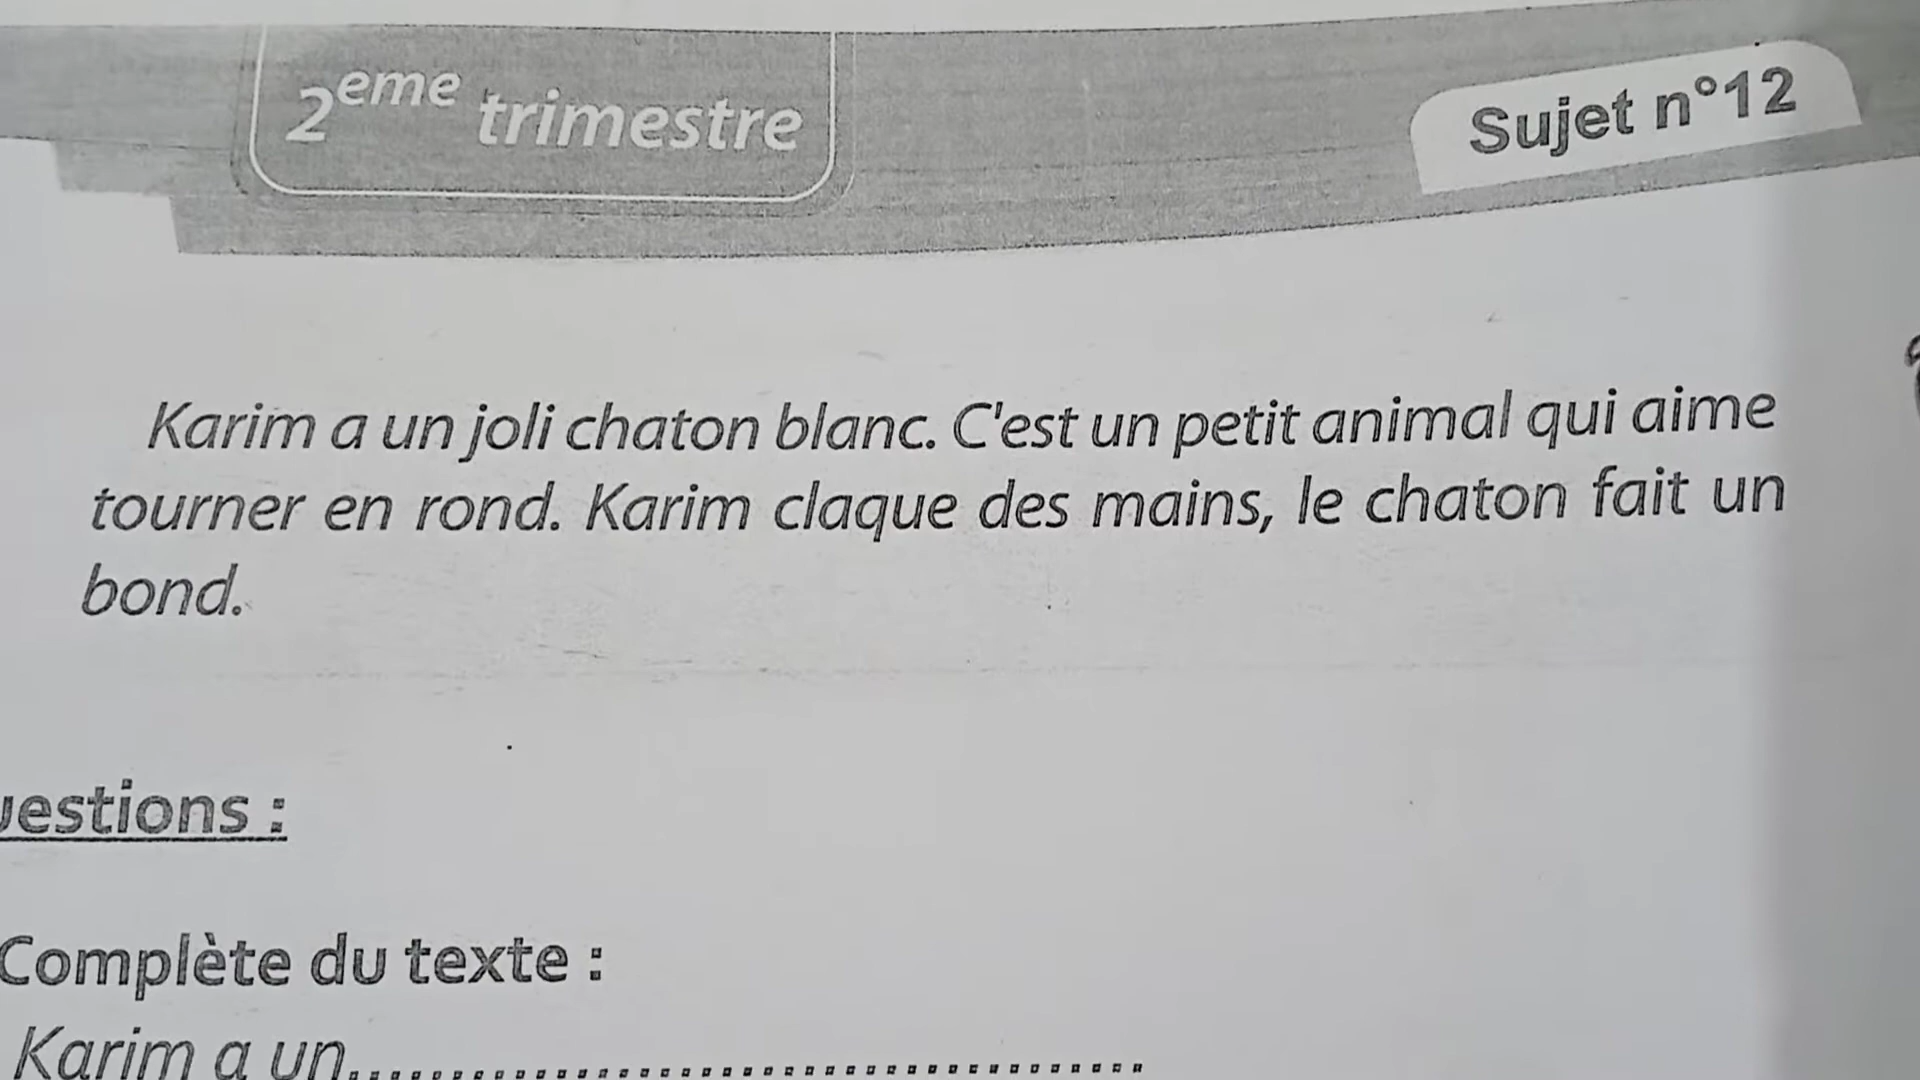 2eme trimestre
Sujet n°12
Karim a un joli chaton blanc. C'est un petit animal qui aime
tourner en rond. Karim claque des mains, le chaton fait un
bond.
uestions :
Complète du texte :
Karim a un...........................................